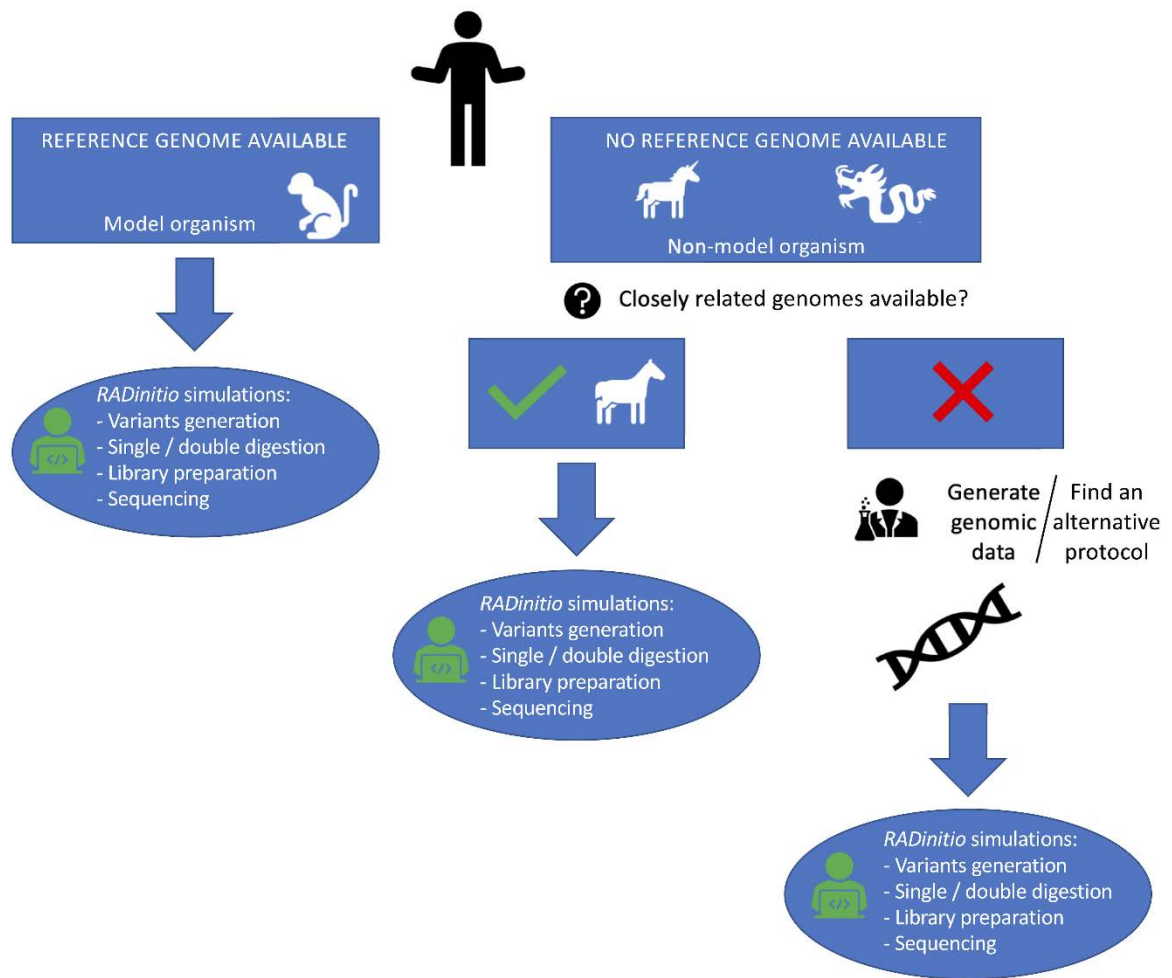 REFERENCE GENOME AVAILABLE
Model organism
NO REFERENCE GENOME AVAILABLE
Non-model organism
? Closely related genomes available?
RADinitio simulations:
- Variants generation
- Single / double digestion
- Library preparation
- Sequencing
</>
RADinitio simulations:
- Variants generation
- Single / double digestion
- Library preparation
- Sequencing
</>
Generate
genomic
data
/
Find an
alternative
protocol
RADinitio simulations:
- Variants generation
- Single / double digestion
- Library preparation
- Sequencing
</>